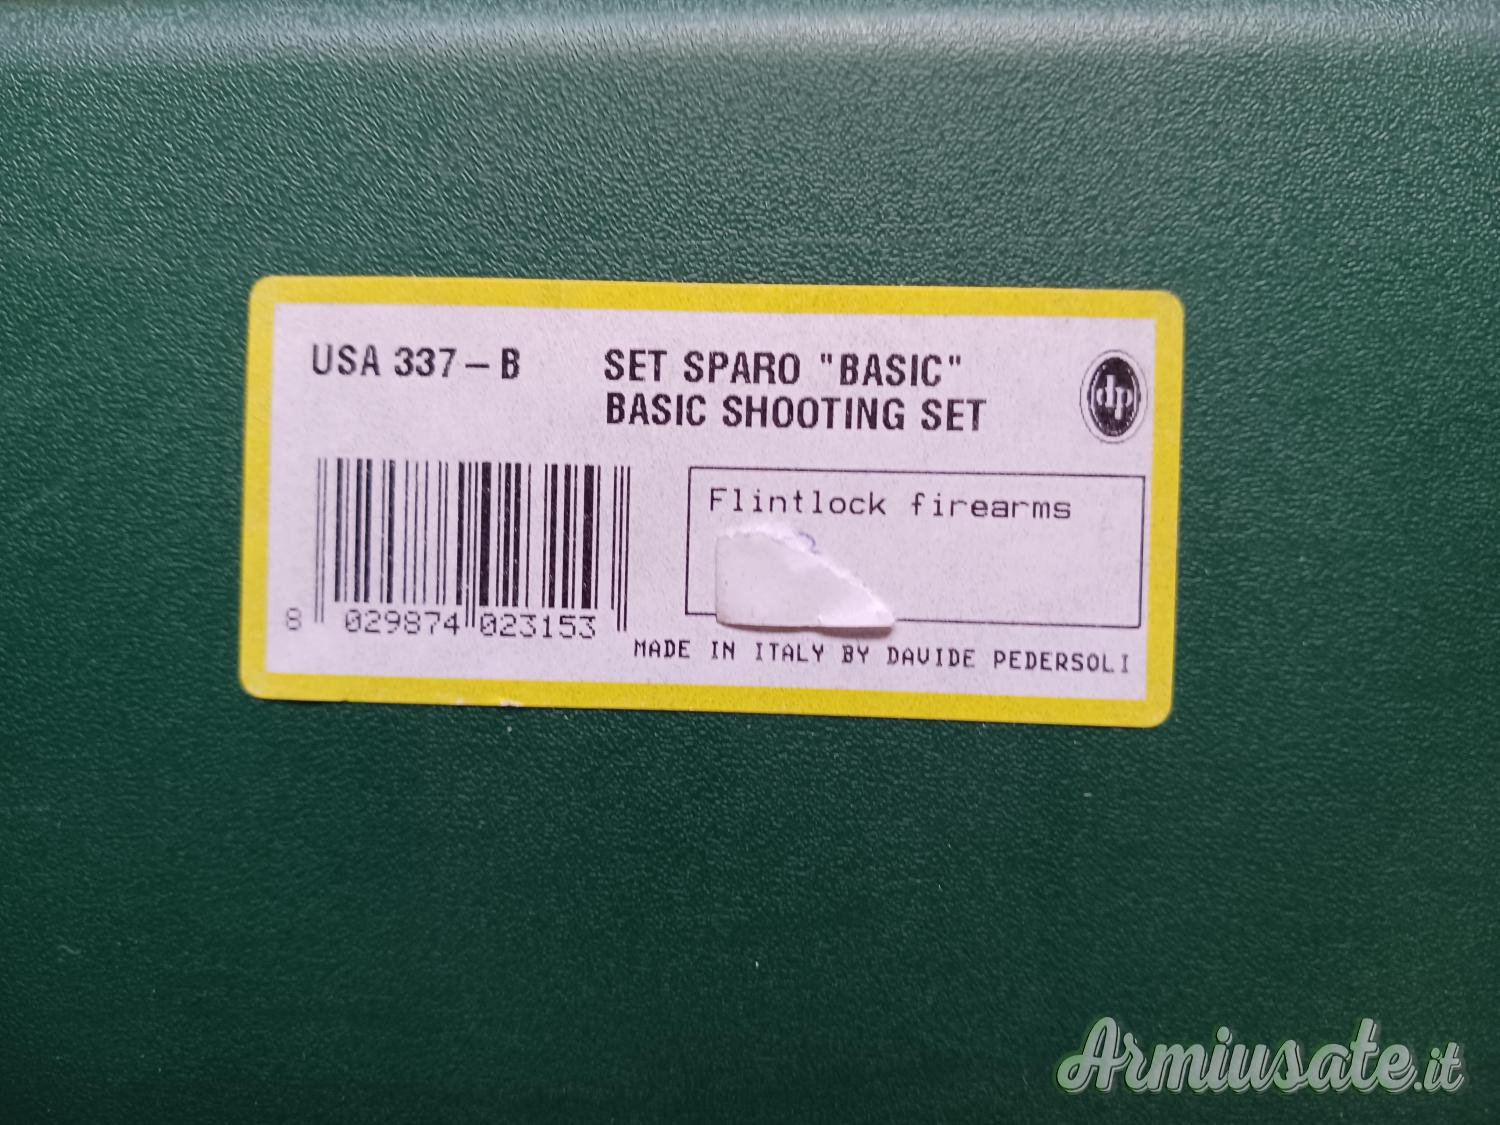 USA 337-B
SET SPARO "BASIC"
BASIC SHOOTING SET
dp
Flintlock firearms
8 029874 023153
MADE IN ITALY BY DAVIDE PEDERSOLI
Armiusate.it